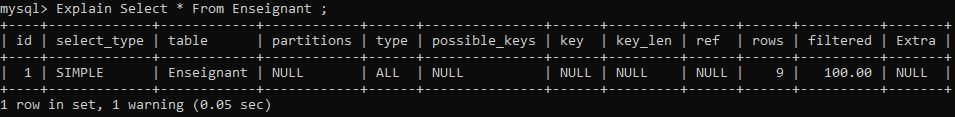 mysql> Explain Select * From Enseignant ;
+----+-------------+------------+------------+------+---------------+------+---------+------+------+----------+-------+
| id | select_type | table      | partitions | type | possible_keys | key  | key_len | ref  | rows | filtered | Extra |
+----+-------------+------------+------------+------+---------------+------+---------+------+------+----------+-------+
|  1 | SIMPLE      | Enseignant | NULL       | ALL  | NULL          | NULL | NULL    | NULL |    9 |   100.00 | NULL  |
+----+-------------+------------+------------+------+---------------+------+---------+------+------+----------+-------+
1 row in set, 1 warning (0.05 sec)